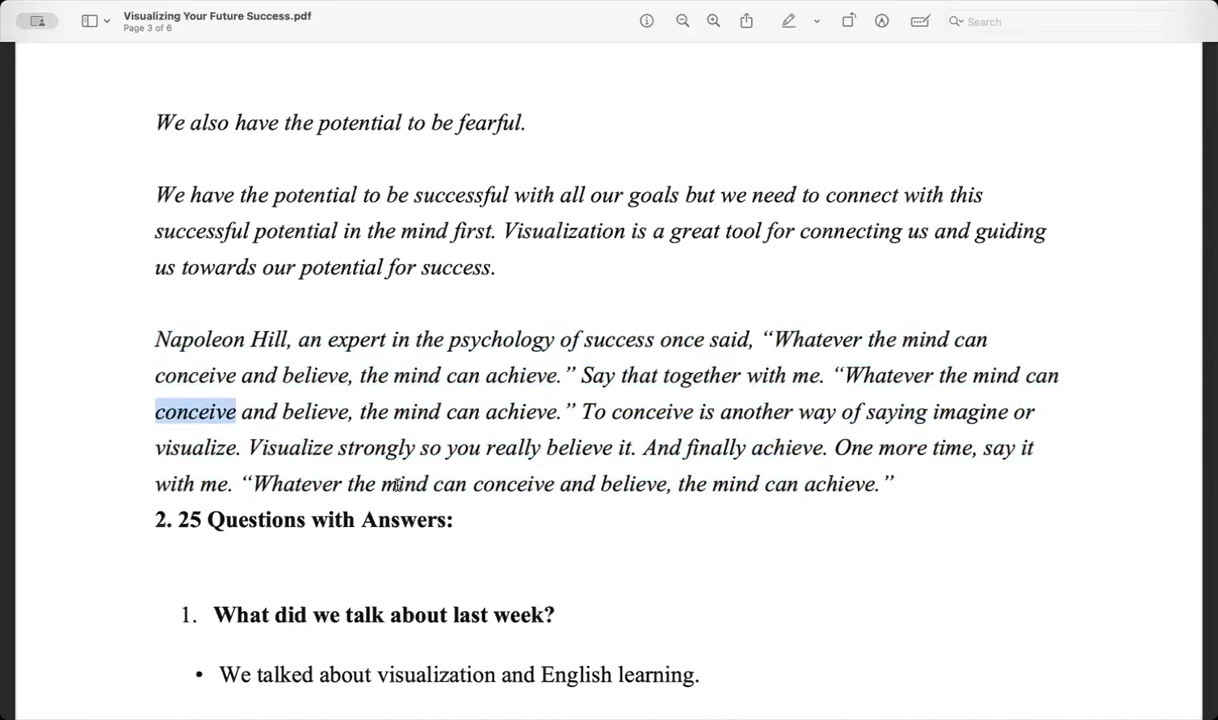 Visualizing Your Future Success.pdf
Page 3 of 6
Search
We also have the potential to be fearful.
We have the potential to be successful with all our goals but we need to connect with this
successful potential in the mind first. Visualization is a great tool for connecting us and guiding
us towards our potential for success.
Napoleon Hill, an expert in the psychology of success once said, “Whatever the mind can
conceive and believe, the mind can achieve.” Say that together with me. “Whatever the mind can
conceive and believe, the mind can achieve.” To conceive is another way of saying imagine or
visualize. Visualize strongly so you really believe it. And finally achieve. One more time, say it
with me. “Whatever the mind can conceive and believe, the mind can achieve.”
2. 25 Questions with Answers:
1. What did we talk about last week?
• We talked about visualization and English learning.